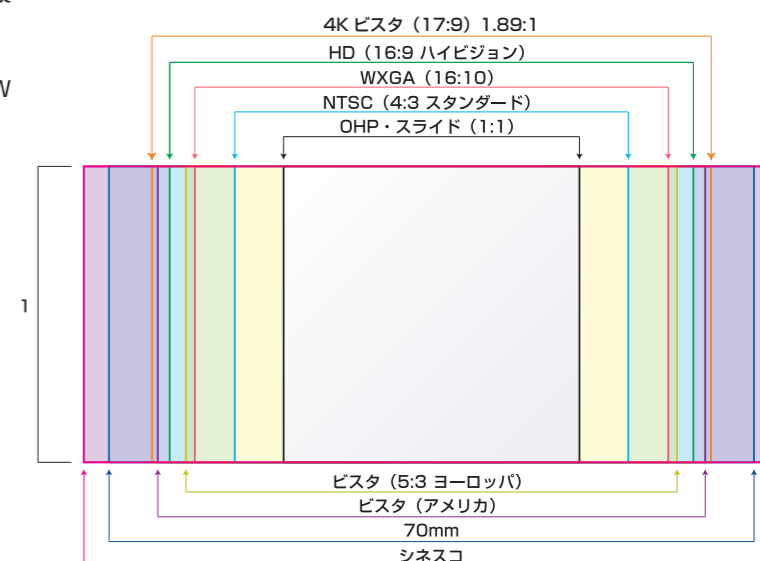 4K ビスタ（17:9）1.89:1
HD（16:9 ハイビジョン）
WXGA（16:10）
NTSC（4:3 スタンダード）
OHP・スライド（1:1）
1
ビスタ（5:3 ヨーロッパ）
ビスタ（アメリカ）
70mm
シネスコ